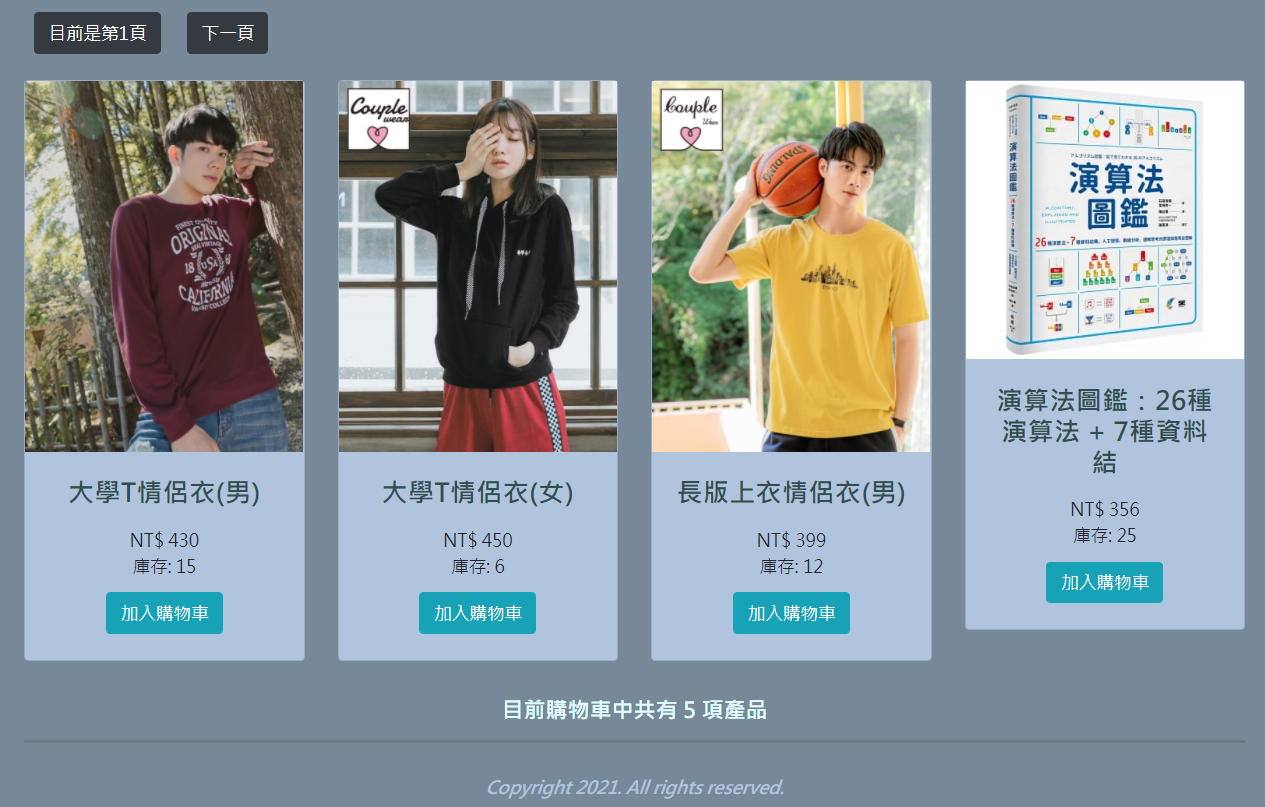 目前是第1頁
下一頁
ORIGINAL
18
USA
CALIFORNIA
Couple
wear
Couple
Wear
SPALDING
演算法
圖鑑
26種演算法+7種資料結構
大學T情侶衣(男)
NT$ 430
庫存: 15
加入購物車
大學T情侶衣(女)
NT$ 450
庫存: 6
加入購物車
長版上衣情侶衣(男)
NT$ 399
庫存: 12
加入購物車
演算法圖鑑：26種
演算法 + 7種資料
結
NT$ 356
庫存: 25
加入購物車
目前購物車中共有 5 項產品
Copyright 2021. All rights reserved.